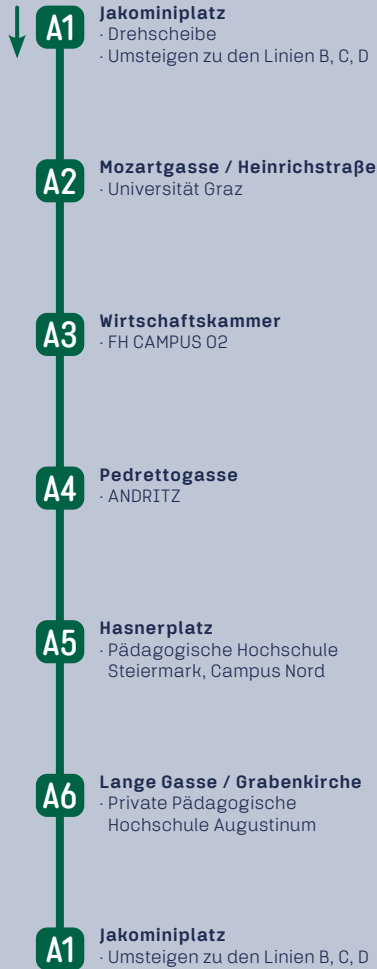 A1
Jakominiplatz
· Drehscheibe
· Umsteigen zu den Linien B, C, D
A2
Mozartgasse / Heinrichstraße
· Universität Graz
A3
Wirtschaftskammer
· FH CAMPUS 02
A4
Pedrettogasse
· ANDRITZ
A5
Hasnerplatz
· Pädagogische Hochschule
Steiermark, Campus Nord
A6
Lange Gasse / Grabenkirche
· Private Pädagogische
Hochschule Augustinum
A1
Jakominiplatz
· Umsteigen zu den Linien B, C, D